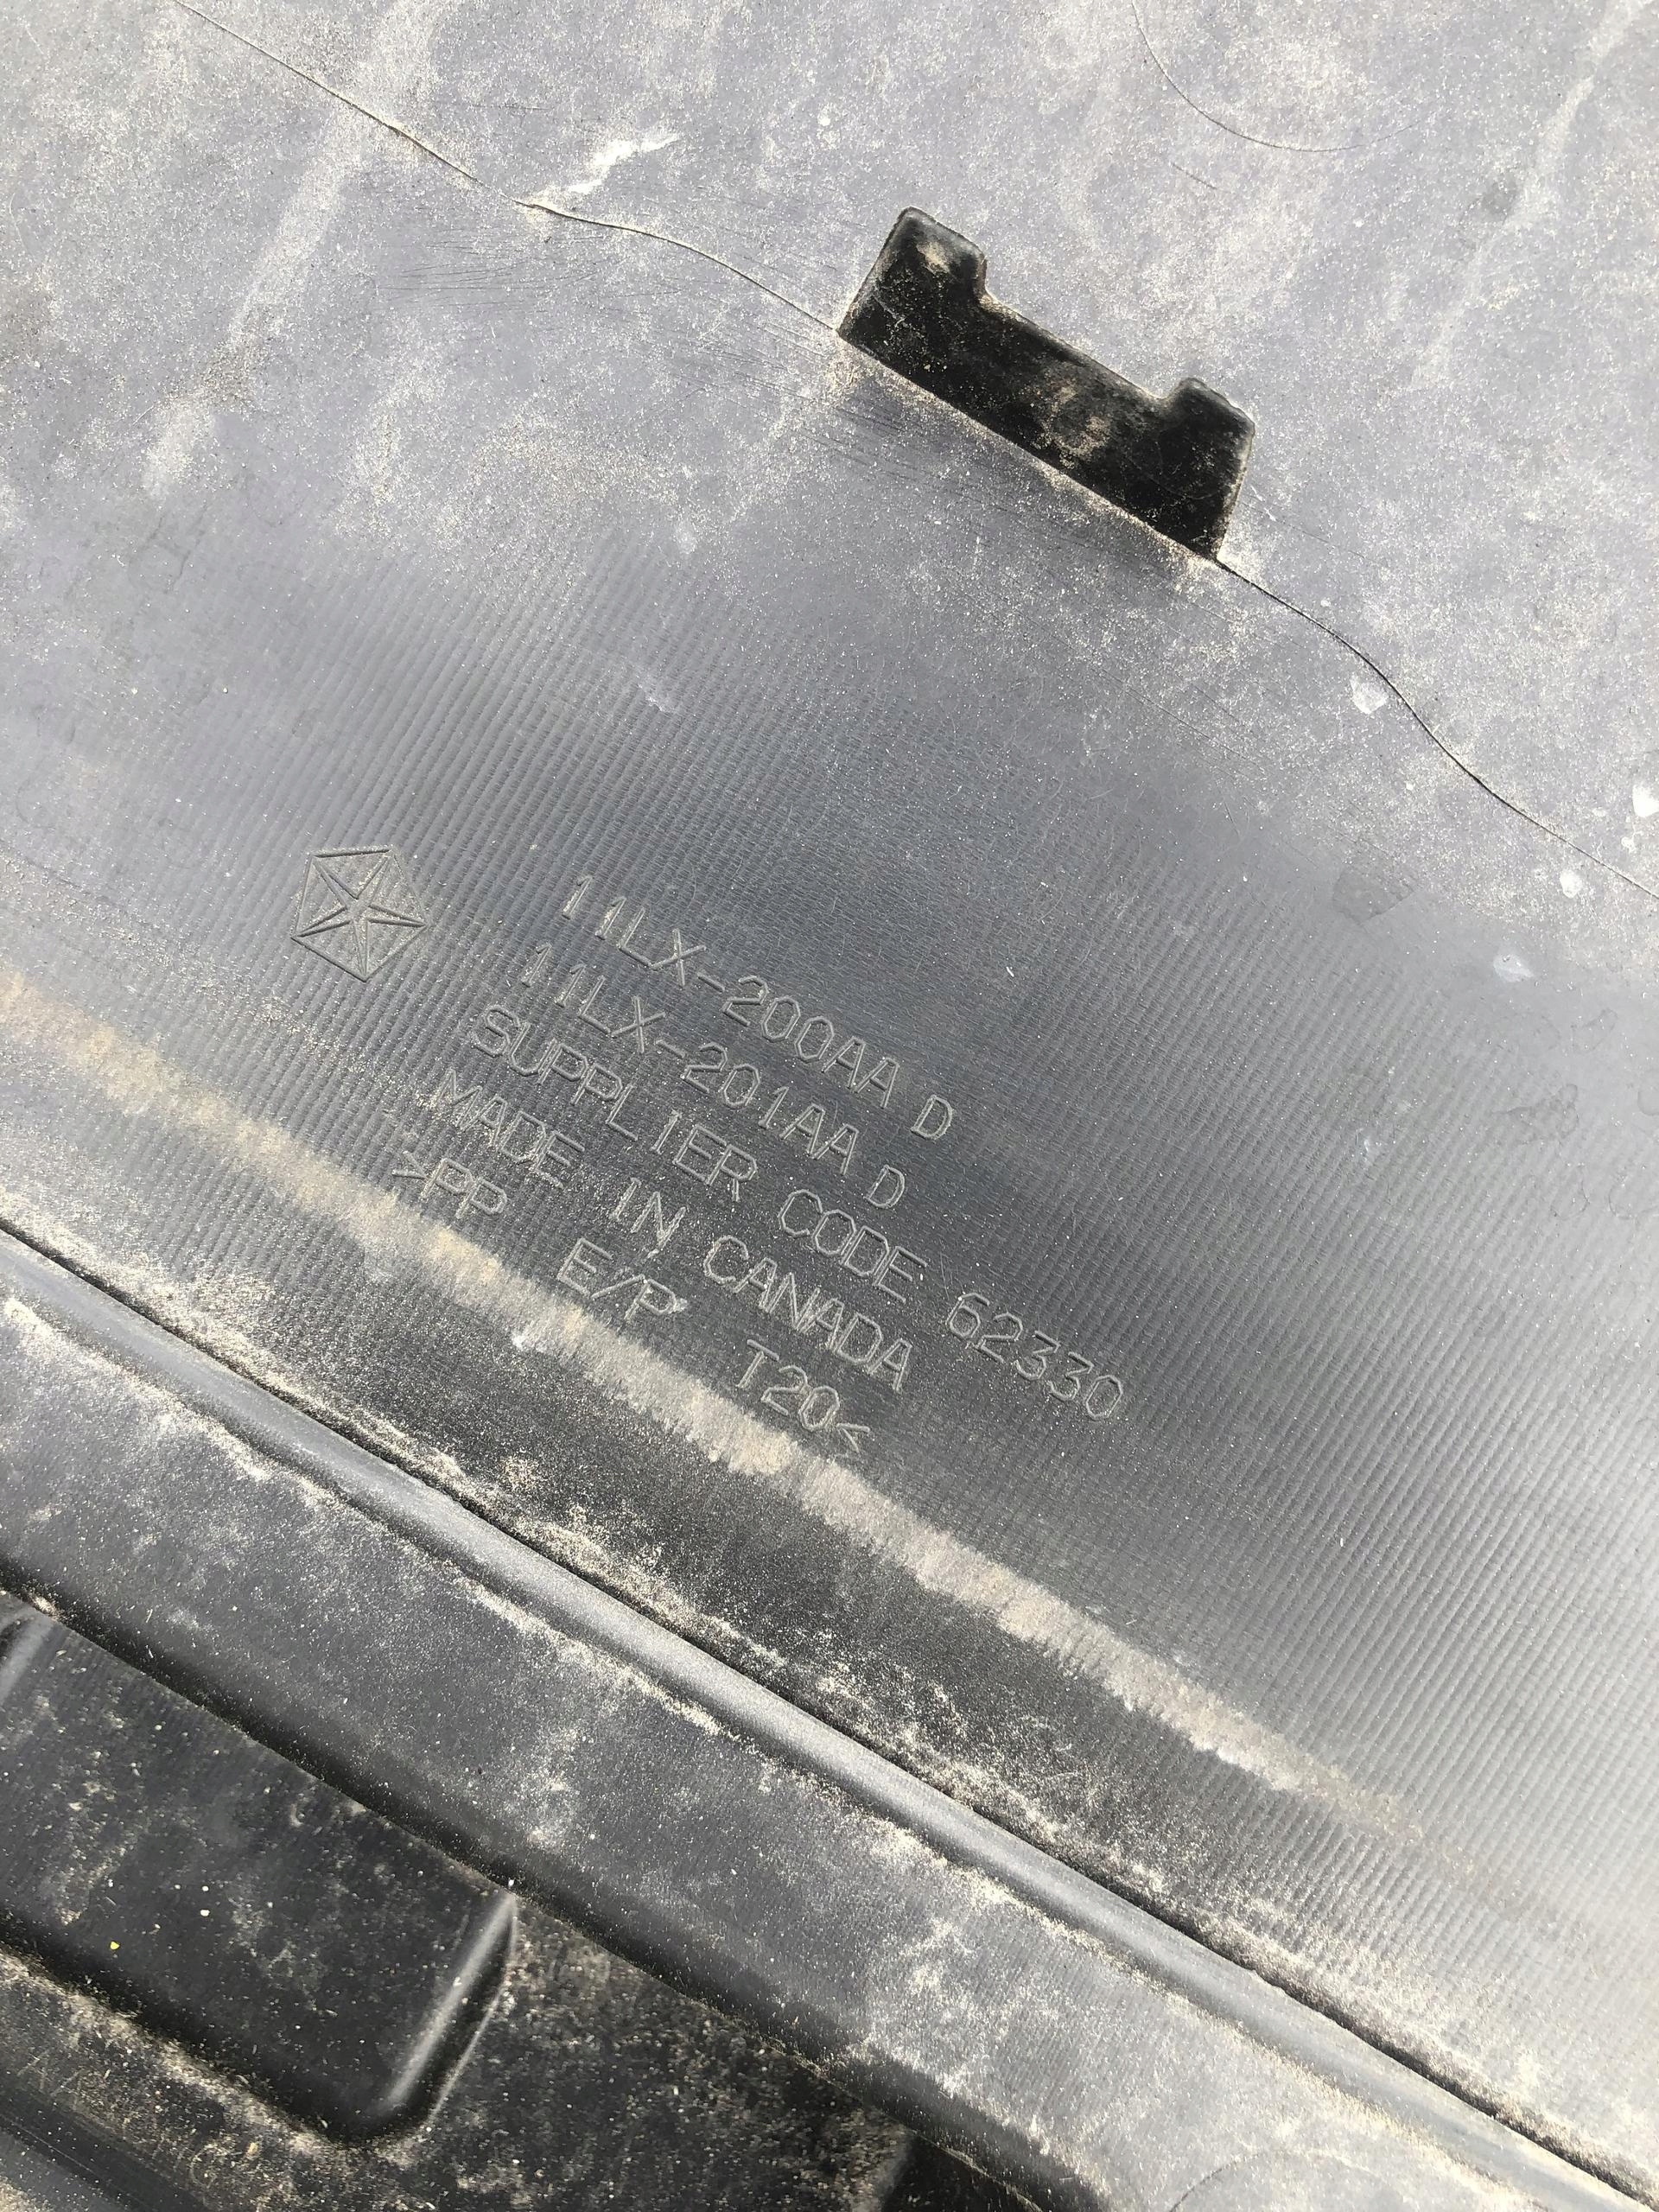 11LX-200AA D
11LX-201AA D
SUPPLIER CODE 62330
MADE IN CANADA
>PP E/P T20<